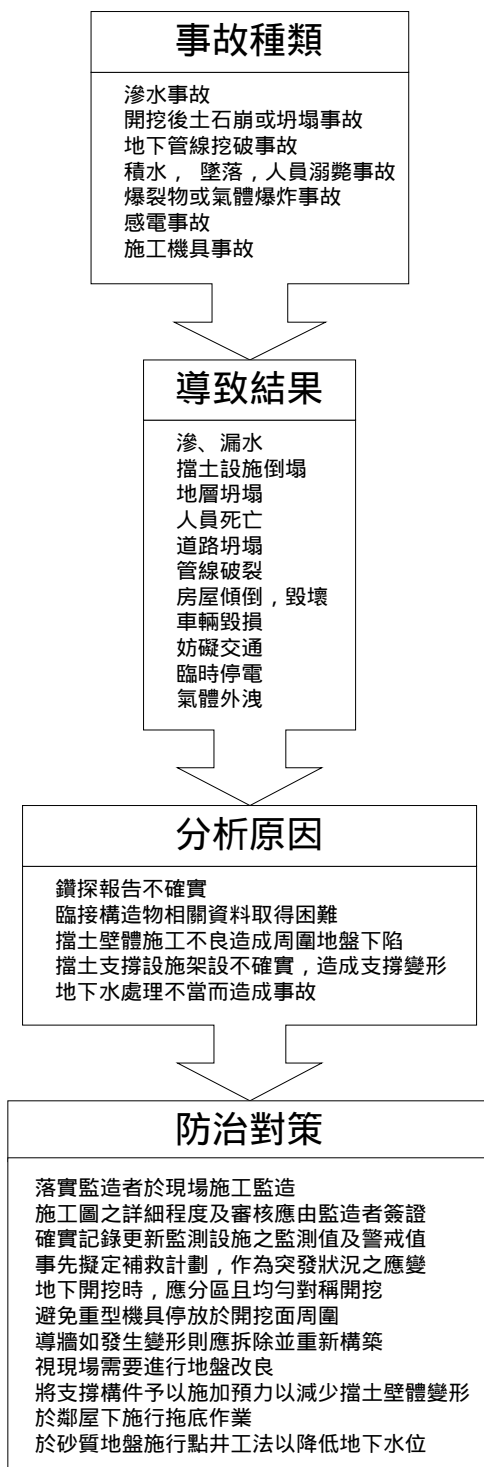 事故種類
滲水事故
開挖後土石崩或坍塌事故
地下管線挖破事故
積水， 墜落，人員溺斃事故
爆裂物或氣體爆炸事故
感電事故
施工機具事故
導致結果
滲、漏水
擋土設施倒塌
地層坍塌
人員死亡
道路坍塌
管線破裂
房屋傾倒，毀壞
車輛毀損
妨礙交通
臨時停電
氣體外洩
分析原因
鑽探報告不確實
臨接構造物相關資料取得困難
擋土壁體施工不良造成周圍地盤下陷
擋土支撐設施架設不確實，造成支撐變形
地下水處理不當而造成事故
防治對策
落實監造者於現場施工監造
施工圖之詳細程度及審核應由監造者簽證
確實記錄更新監測設施之監測值及警戒值
事先擬定補救計劃，作為突發狀況之應變
地下開挖時，應分區且均勻對稱開挖
避免重型機具停放於開挖面周圍
導牆如發生變形則應拆除並重新構築
視現場需要進行地盤改良
將支撐構件予以施加預力以減少擋土壁體變形
於鄰屋下施行拖底作業
於砂質地盤施行點井工法以降低地下水位